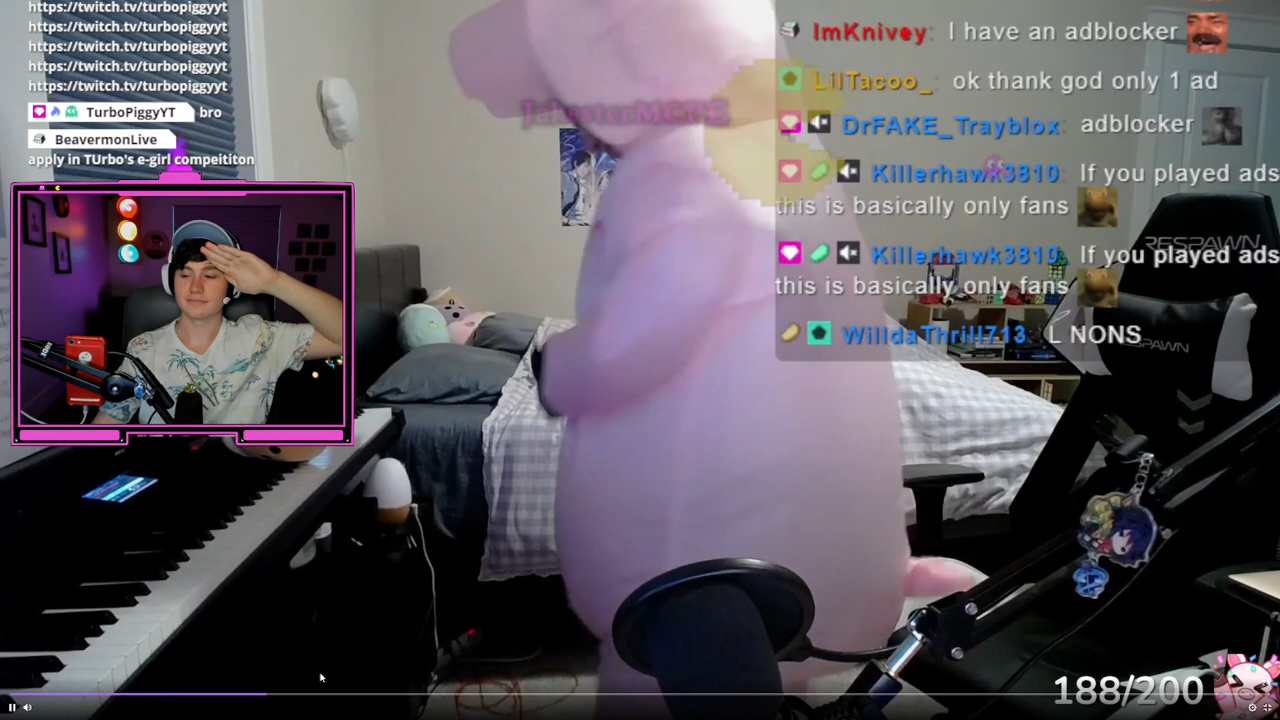 https://twitch.tv/turbopiggyyt
https://twitch.tv/turbopiggyyt
https://twitch.tv/turbopiggyyt
https://twitch.tv/turbopiggyyt
https://twitch.tv/turbopiggyyt
TurboPiggyYT bro
BeavermonLive
apply in TUrbo's e-girl compeititon
JakesterMCPE
ImKnivey: I have an adblocker
LilTacoo_: ok thank god only 1 ad
DrFAKE_Trayblox: adblocker
Killerhawk3810: If you played ads
this is basically only fans
Killerhawk3810: If you played ads
this is basically only fans
WilldaThrill713: L NONS
RESPAWN
188/200